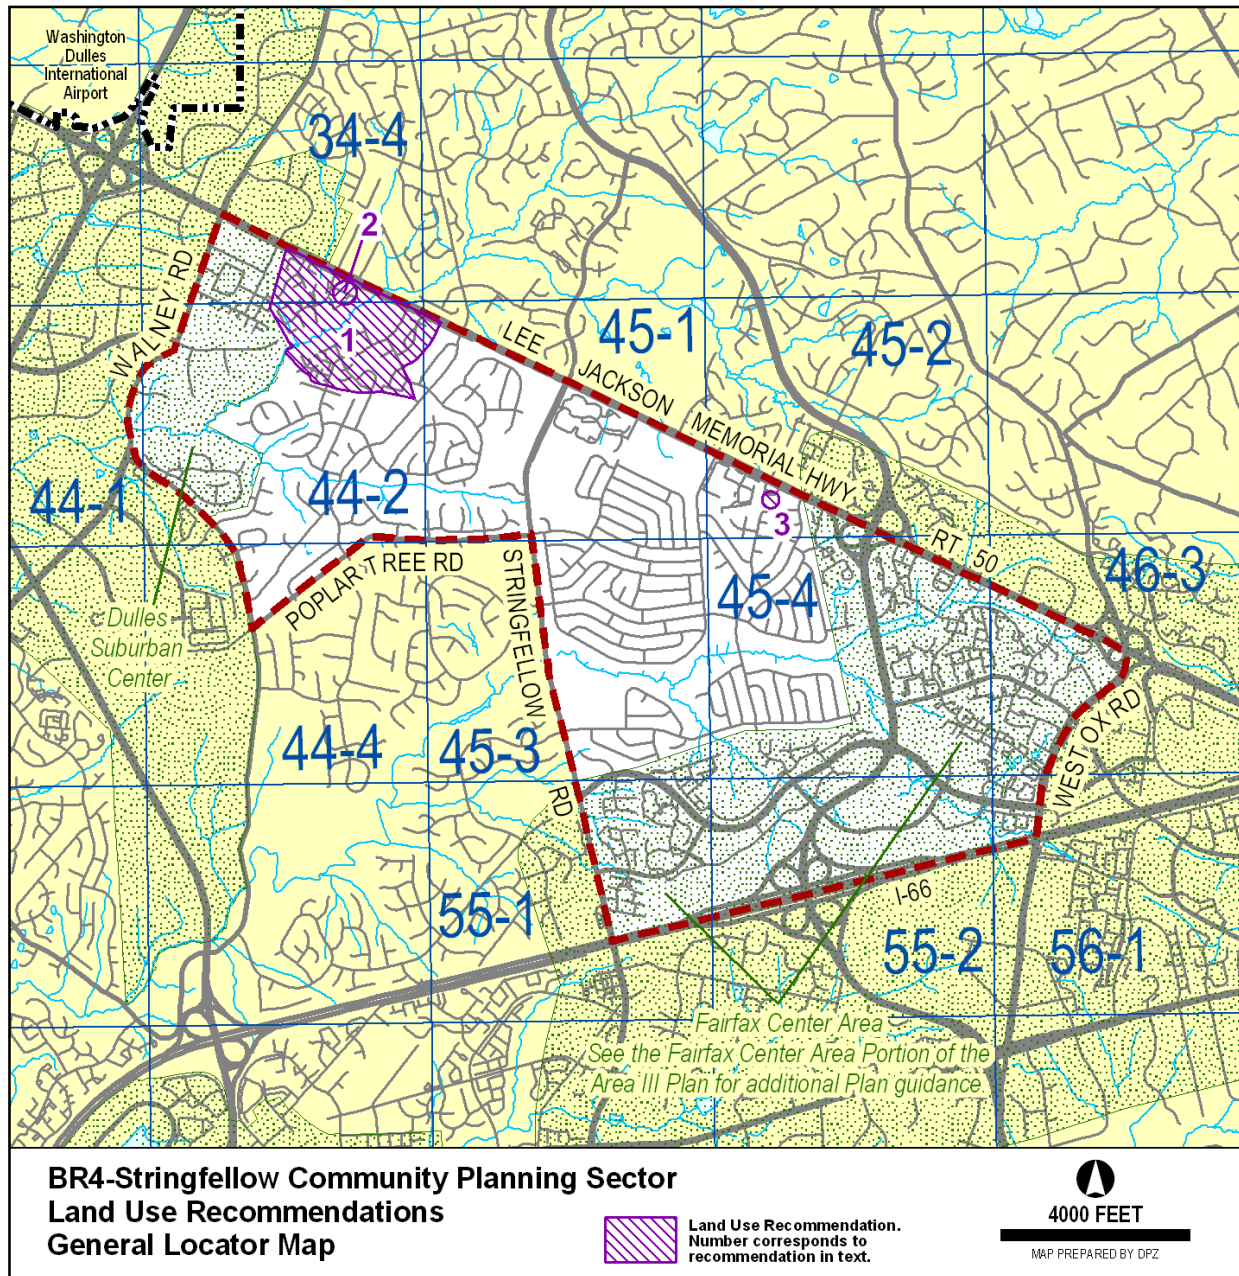 Washington
Dulles
International
Airport
34-4
2
WALNEY RD
1
LEE JACKSON MEMORIAL HWY
45-1
45-2
44-1
44-2
3
RT. 50
46-3
POPLAR TREE RD
STRINGFELLOW RD
45-4
Dulles
Suburban
Center
44-4
45-3
WEST OX RD
I-66
55-1
55-2
56-1
Fairfax Center Area
See the Fairfax Center Area Portion of the
Area III Plan for additional Plan guidance
BR4-Stringfellow Community Planning Sector
Land Use Recommendations
General Locator Map
Land Use Recommendation.
Number corresponds to
recommendation in text.
4000 FEET
MAP PREPARED BY DPZ